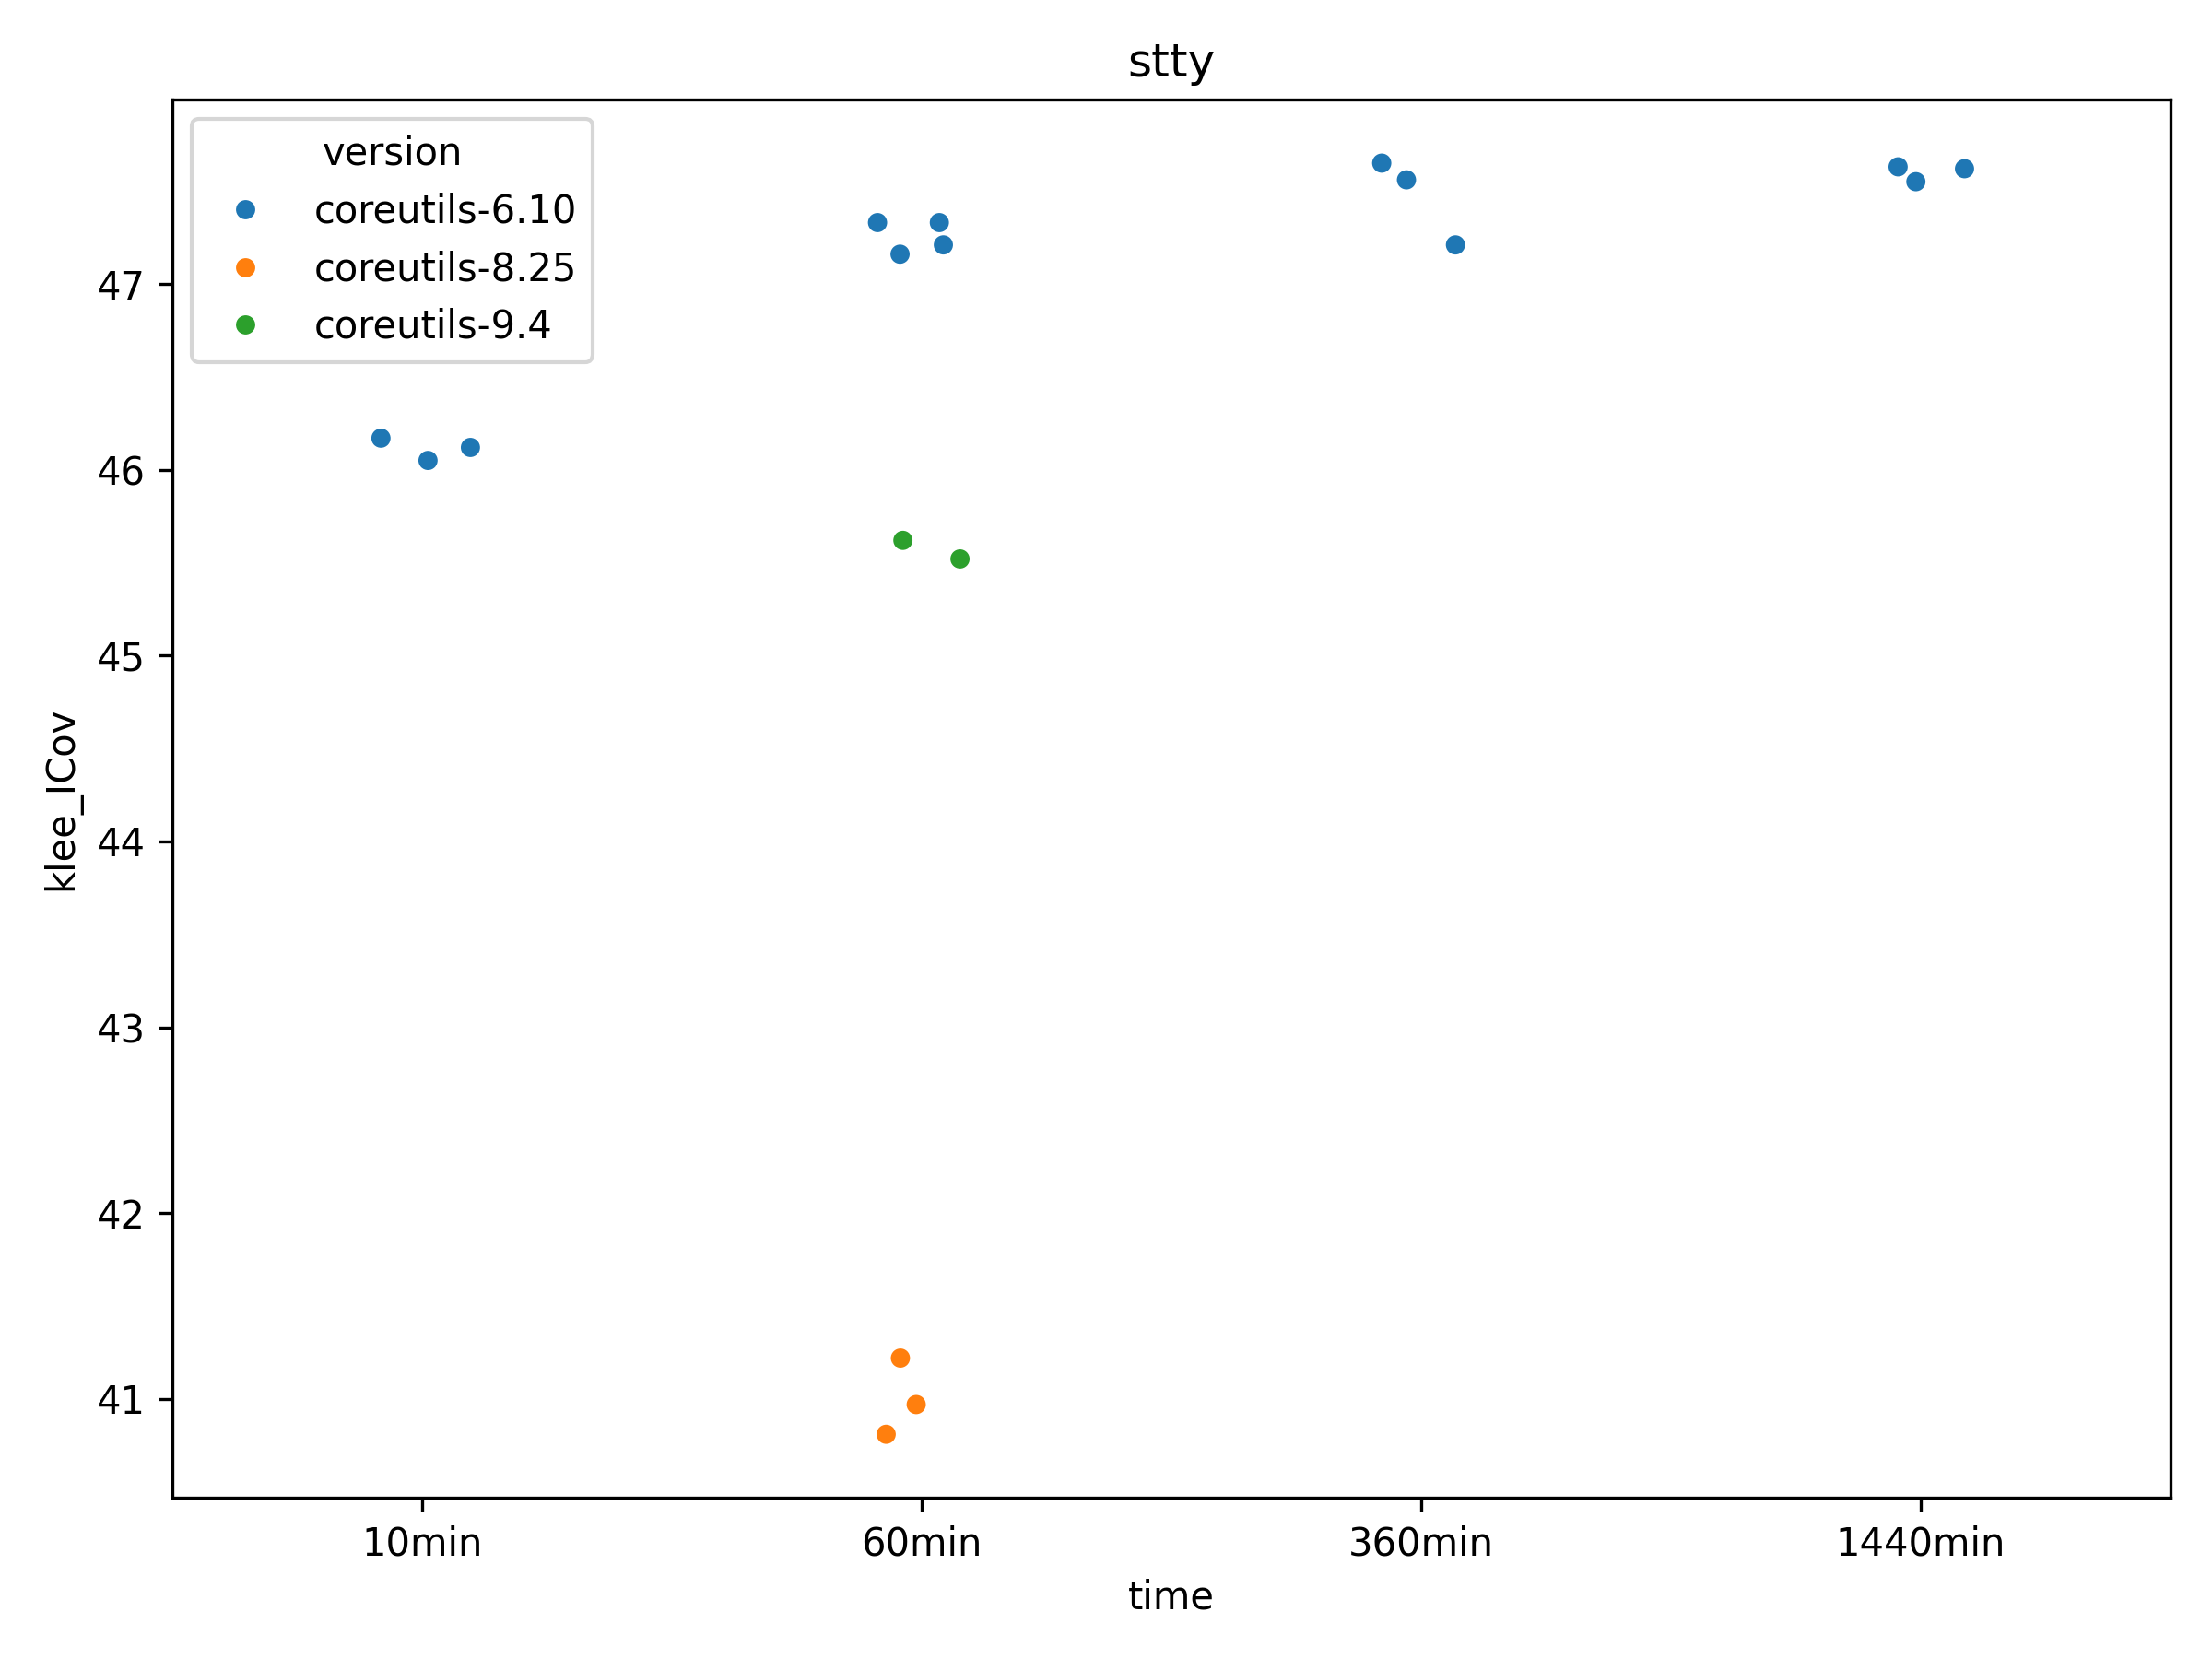 stty
version
coreutils-6.10
coreutils-8.25
coreutils-9.4
47
46
45
44
43
42
41
klee_ICov
10min
60min
360min
1440min
time